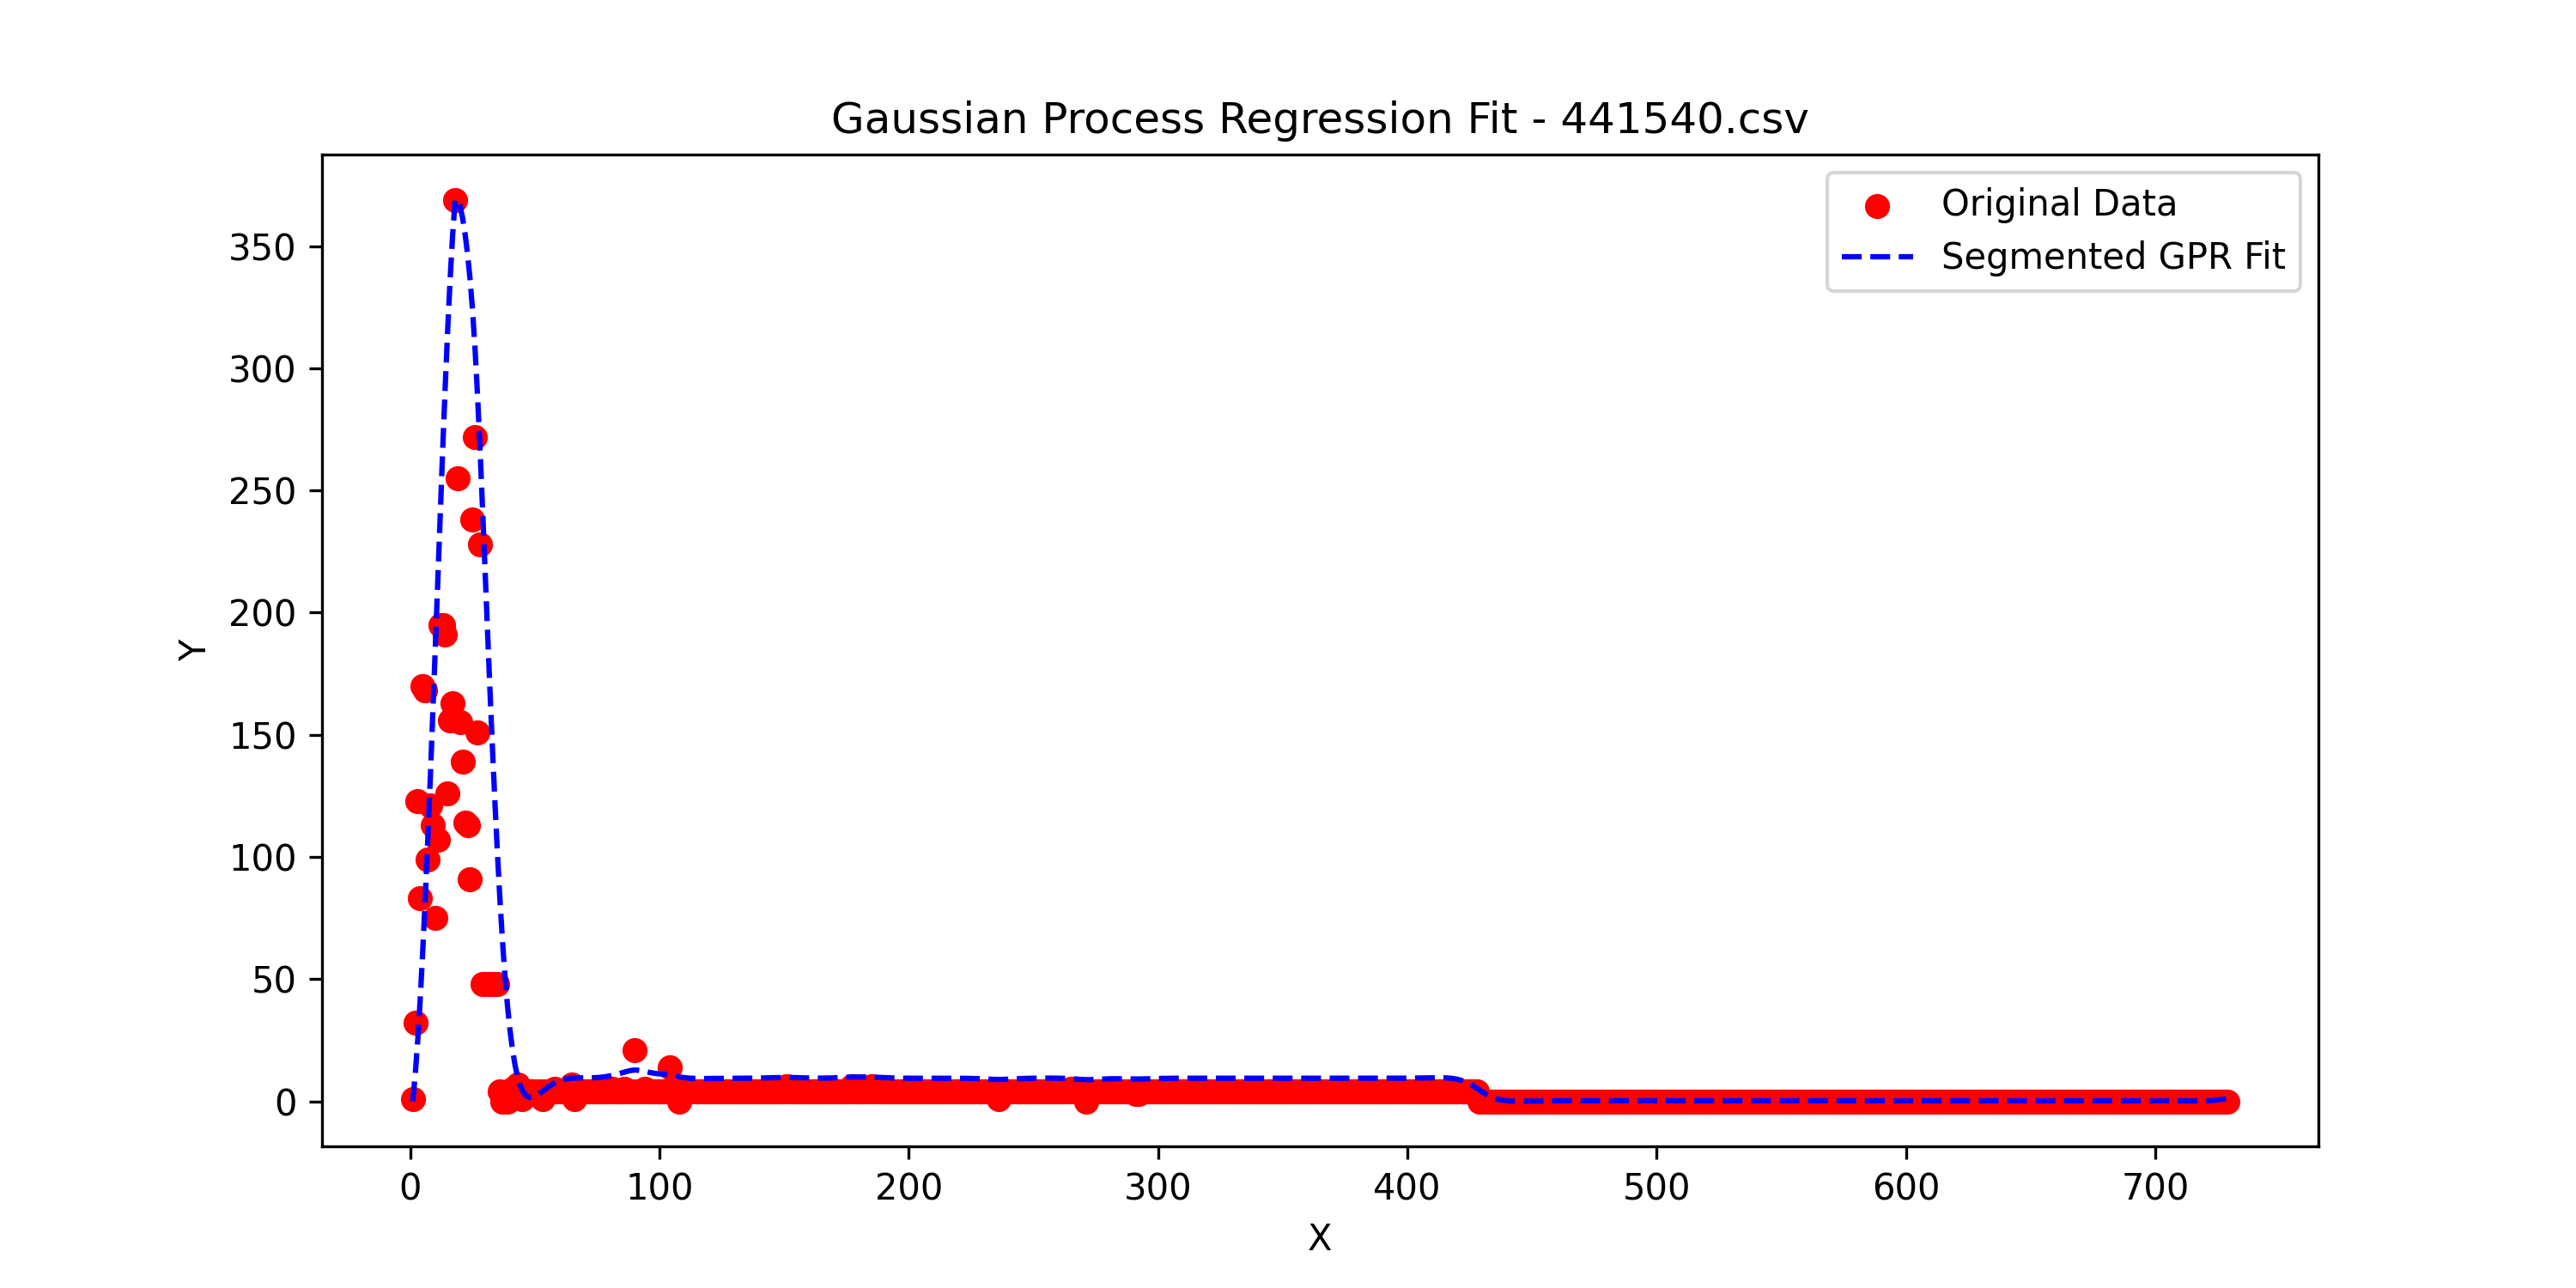 Gaussian Process Regression Fit - 441540.csv
Original Data
Segmented GPR Fit
350
300
250
200
150
100
50
0
Y
0 100 200 300 400 500 600 700
X